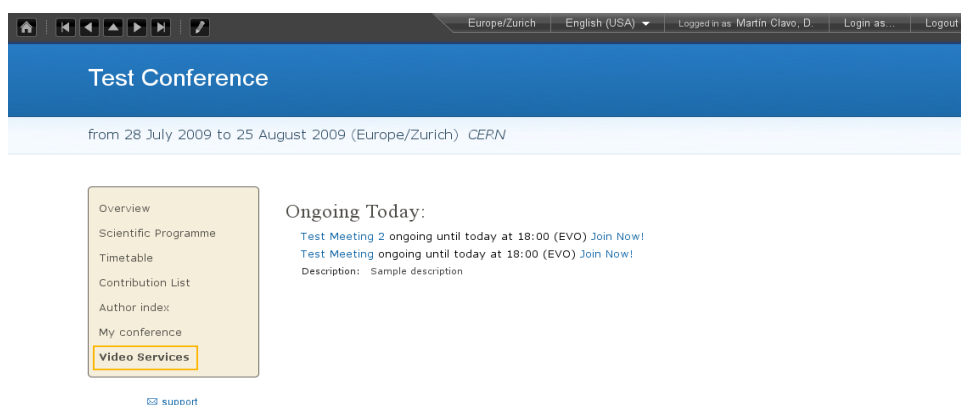 Europe/Zurich English (USA) Logged in as Martín Clavo, D. Login as... Logout
Test Conference
from 28 July 2009 to 25 August 2009 (Europe/Zurich) CERN
Overview
Scientific Programme
Timetable
Contribution List
Author index
My conference
Video Services
support
Ongoing Today:
Test Meeting 2 ongoing until today at 18:00 (EVO) Join Now!
Test Meeting ongoing until today at 18:00 (EVO) Join Now!
Description: Sample description